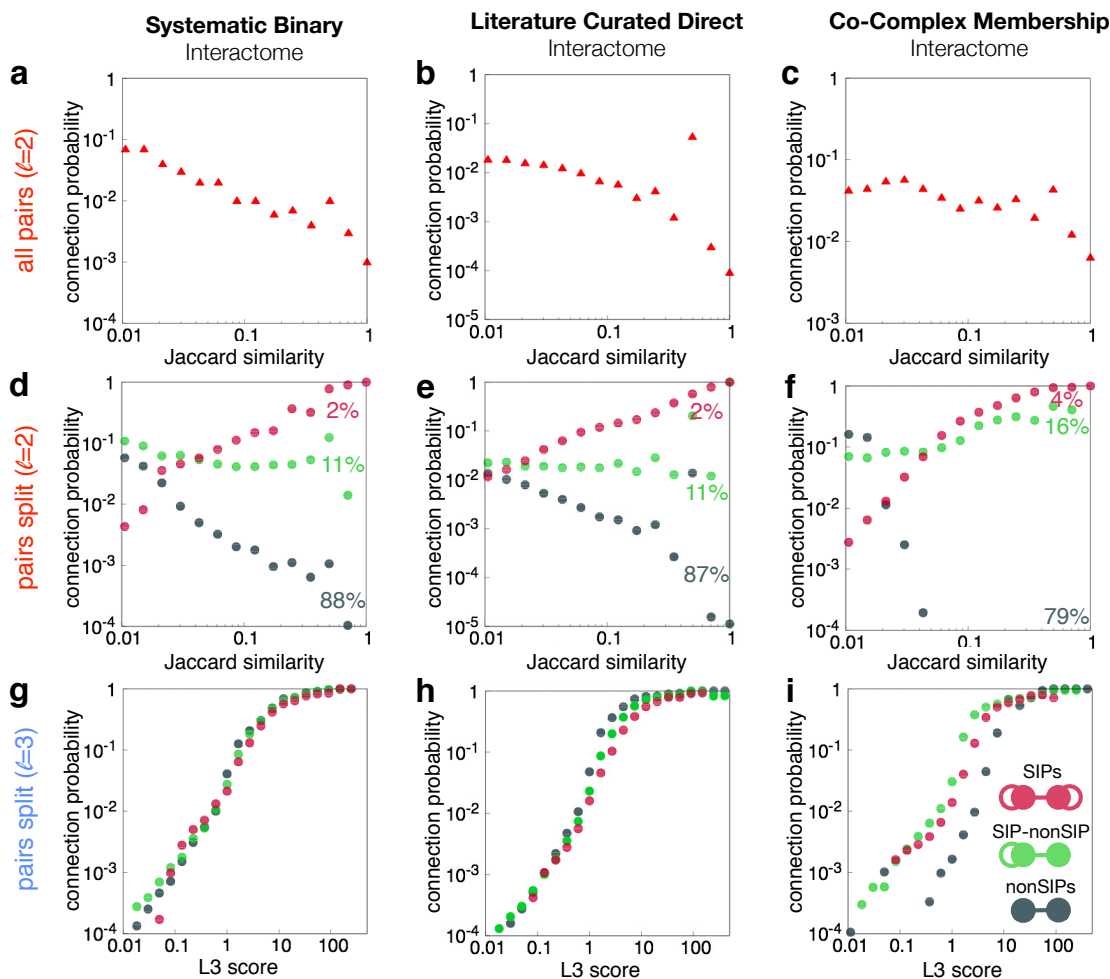 Systematic Binary
Interactome
Literature Curated Direct
Interactome
Co-Complex Membership
Interactome
all pairs (ℓ=2)
a
connection probability
1
10-1
10-2
10-3
10-4
0.01 0.1 1
Jaccard similarity
b
connection probability
1
10-1
10-2
10-3
10-4
10-5
0.01 0.1 1
Jaccard similarity
c
connection probability
1
10-1
10-2
10-3
0.01 0.1 1
Jaccard similarity
pairs split (ℓ=2)
d
connection probability
1
10-1
10-2
10-3
10-4
2%
11%
88%
0.01 0.1 1
Jaccard similarity
e
connection probability
1
10-1
10-2
10-3
10-4
10-5
2%
11%
87%
0.01 0.1 1
Jaccard similarity
f
connection probability
1
10-1
10-2
10-3
10-4
4%
16%
79%
0.01 0.1 1
Jaccard similarity
pairs split (ℓ=3)
g
connection probability
1
10-1
10-2
10-3
10-4
0.1 1 10 100
L3 score
h
connection probability
1
10-1
10-2
10-3
10-4
0.1 1 10 100
L3 score
i
connection probability
1
10-1
10-2
10-3
10-4
SIPs
SIP-nonSIP
nonSIPs
0.1 1 10 100
L3 score